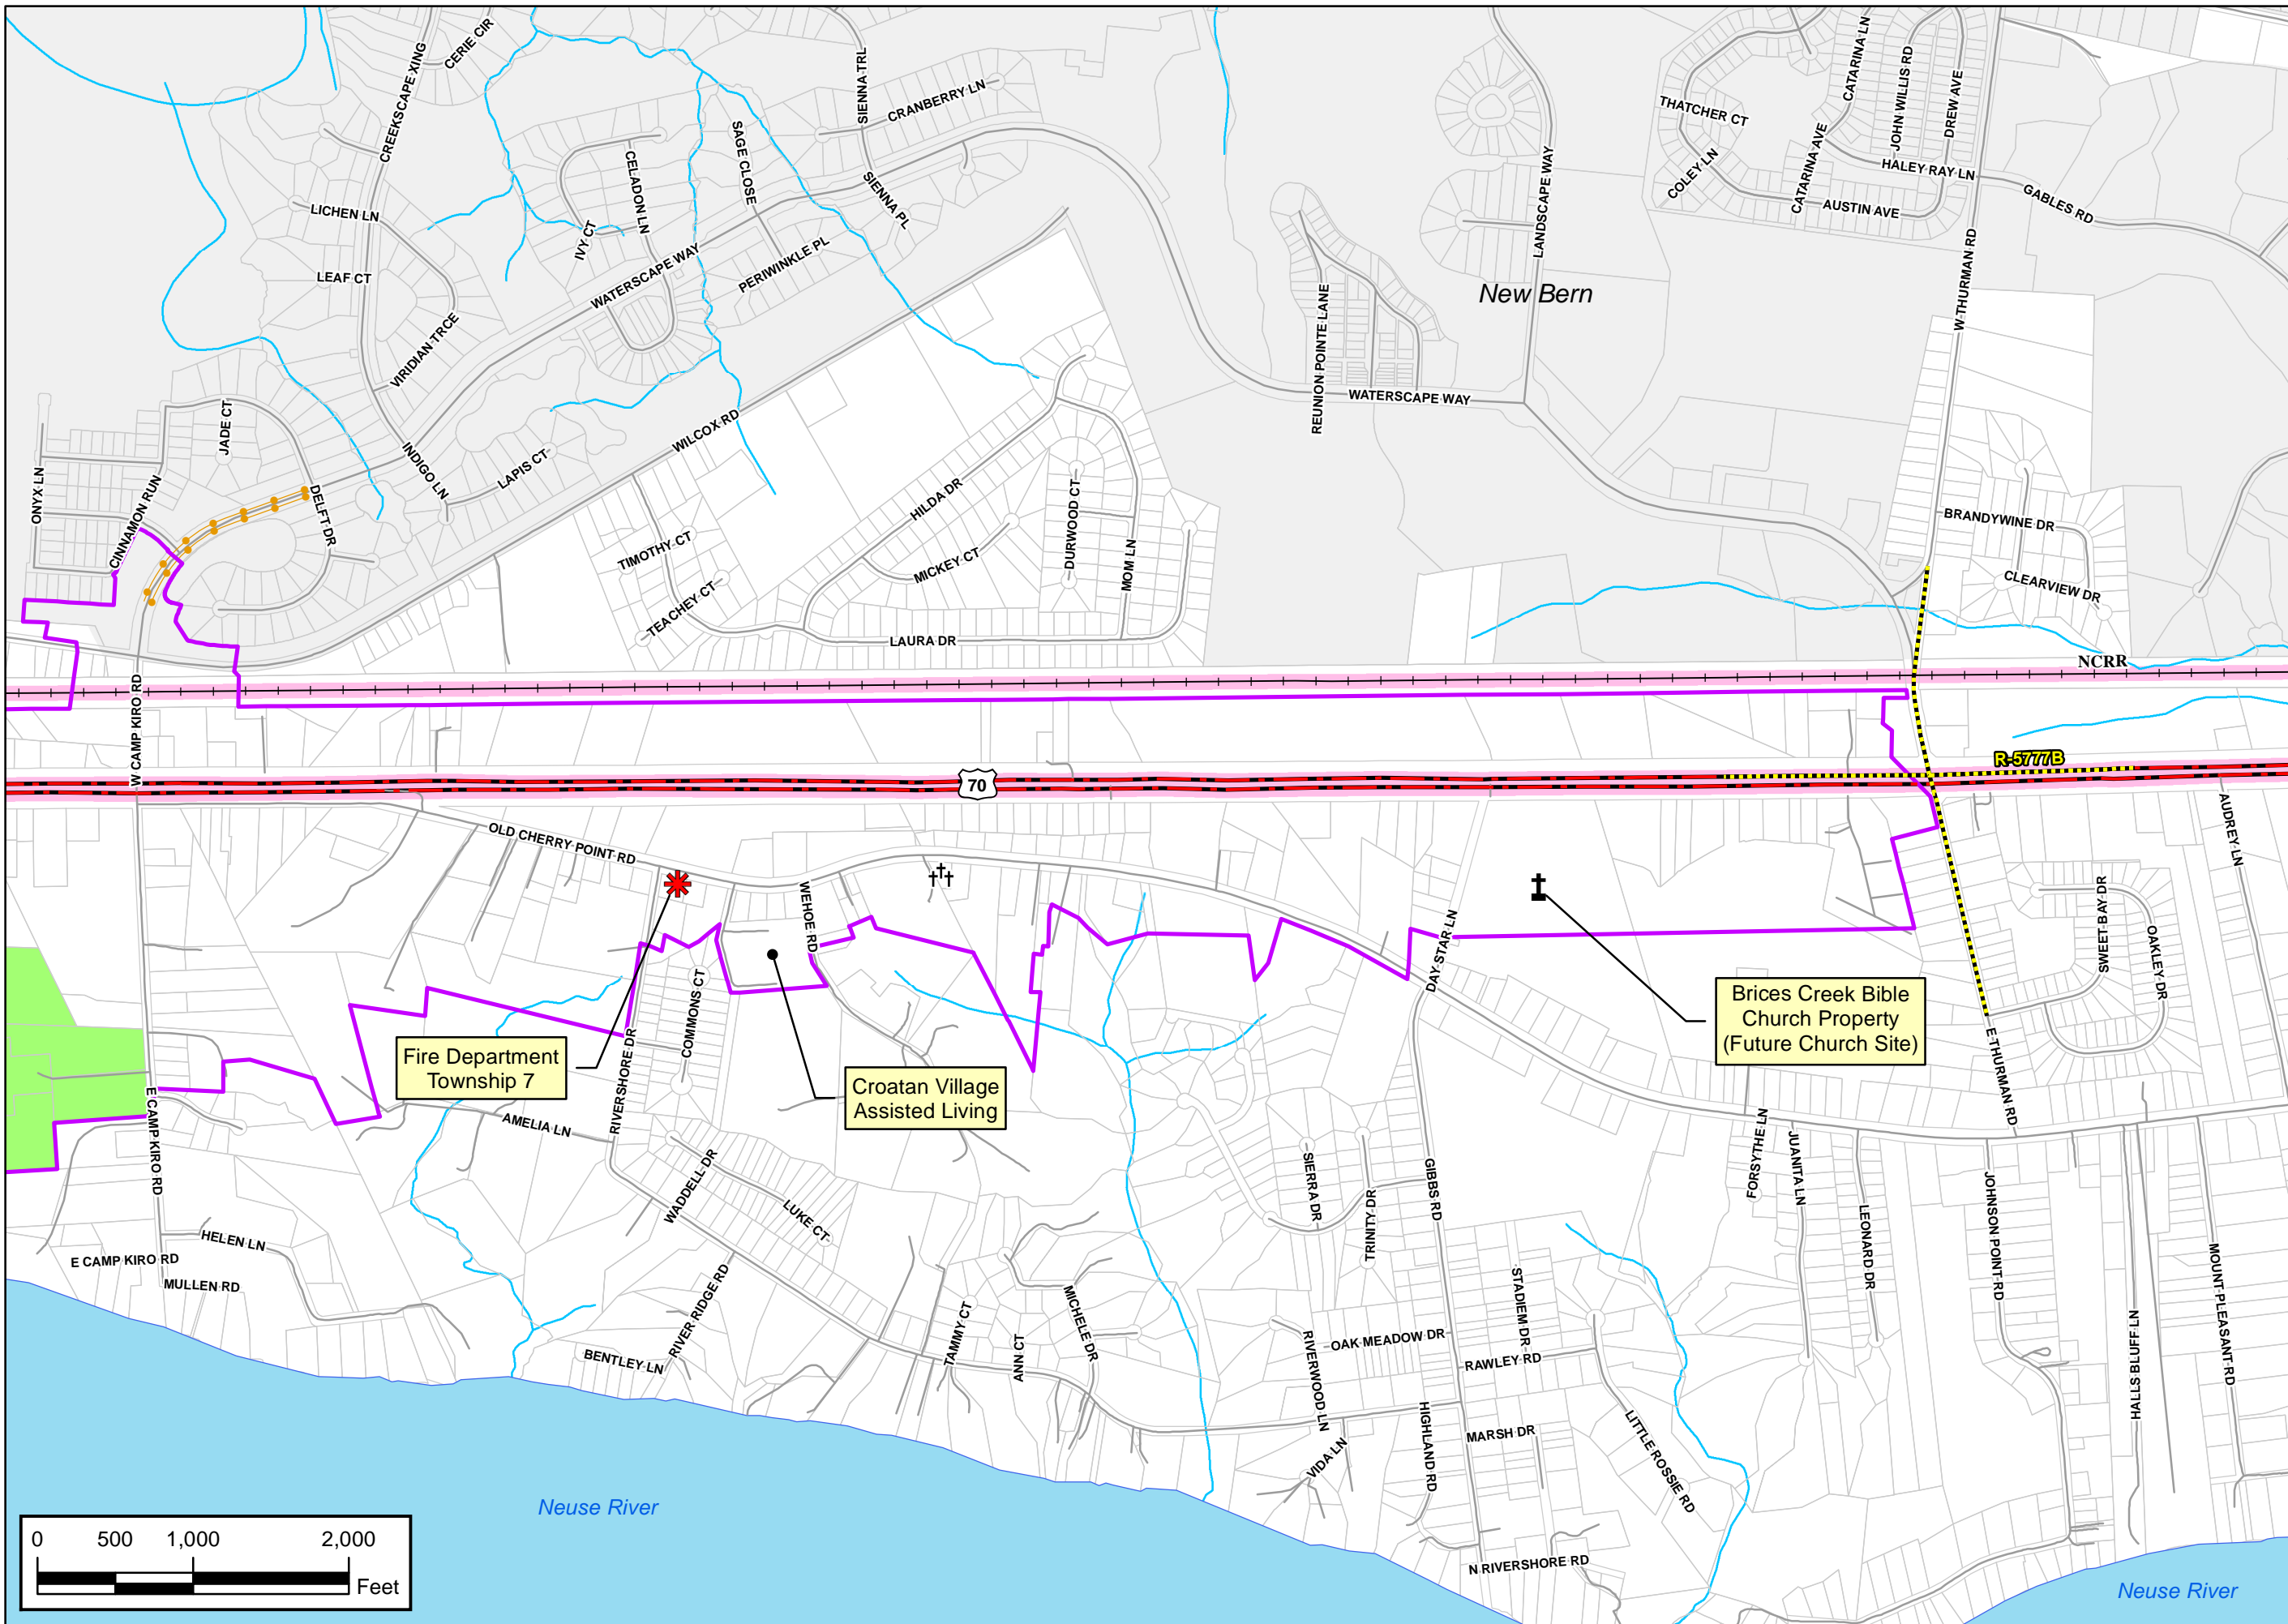 CERIE CIR
CREEKSCAPE XING
SIENNA TRL
CRANBERRY LN
SAGE CLOSE
CELADON LN
SIENNA PL
IVY CT
LICHEN LN
LEAF CT
WATERSCAPE WAY
PERIWINKLE PL
VIRIDIAN TRCE
THATCHER CT
COLEY LN
CATARINA LN
CATARINA AVE
JOHN WILLIS RD
DREW AVE
HALEY RAY LN
AUSTIN AVE
GABLES RD
LANDSCAPE WAY
New Bern
W THURMAN RD
REUNION POINTE LANE
WATERSCAPE WAY
JADE CT
ONYX LN
CINNAMON RUN
DELFT DR
INDIGO LN
LAPIS CT
WILCOX RD
TIMOTHY CT
TEACHEY CT
HILDA DR
MICKEY CT
DURWOOD CT
MOM LN
LAURA DR
BRANDYWINE DR
CLEARVIEW DR
NCRR
W CAMP KIRO RD
70
R-5777B
OLD CHERRY POINT RD
WEHOE RD
AUDREY LN
DAY STAR LN
SWEET BAY DR
OAKLEY DR
Fire Department
Township 7
COMMONS CT
RIVERSHORE DR
Croatan Village
Assisted Living
Brices Creek Bible
Church Property
(Future Church Site)
E THURMAN RD
E CAMP KIRO RD
AMELIA LN
WADDELL DR
LUKE CT
HELEN LN
E CAMP KIRO RD
MULLEN RD
RIVER RIDGE RD
BENTLEY LN
TAMMY CT
ANN CT
MICHELE DR
SIERRA DR
TRINITY DR
GIBBS RD
FORSYTHE LN
JUANITA LN
LEONARD DR
JOHNSON POINT RD
HALLS BLUFF LN
MOUNT PLEASANT RD
STADIEM DR
OAK MEADOW DR
RAWLEY RD
RIVERWOOD LN
HIGHLAND RD
MARSH DR
VIDA LN
LITTLE ROSSIE RD
N RIVERSHORE RD
Neuse River
Neuse River
0 500 1,000 2,000
Feet